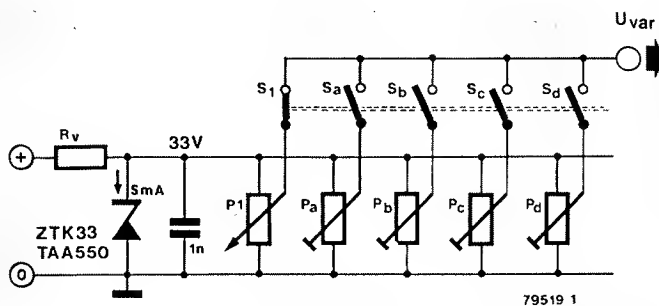 Uvar
S1
Sa
Sb
Sc
Sd
+
Rv
33V
5mA
ZTK33
TAA550
1n
P1
Pa
Pb
Pc
Pd
0
79519 1